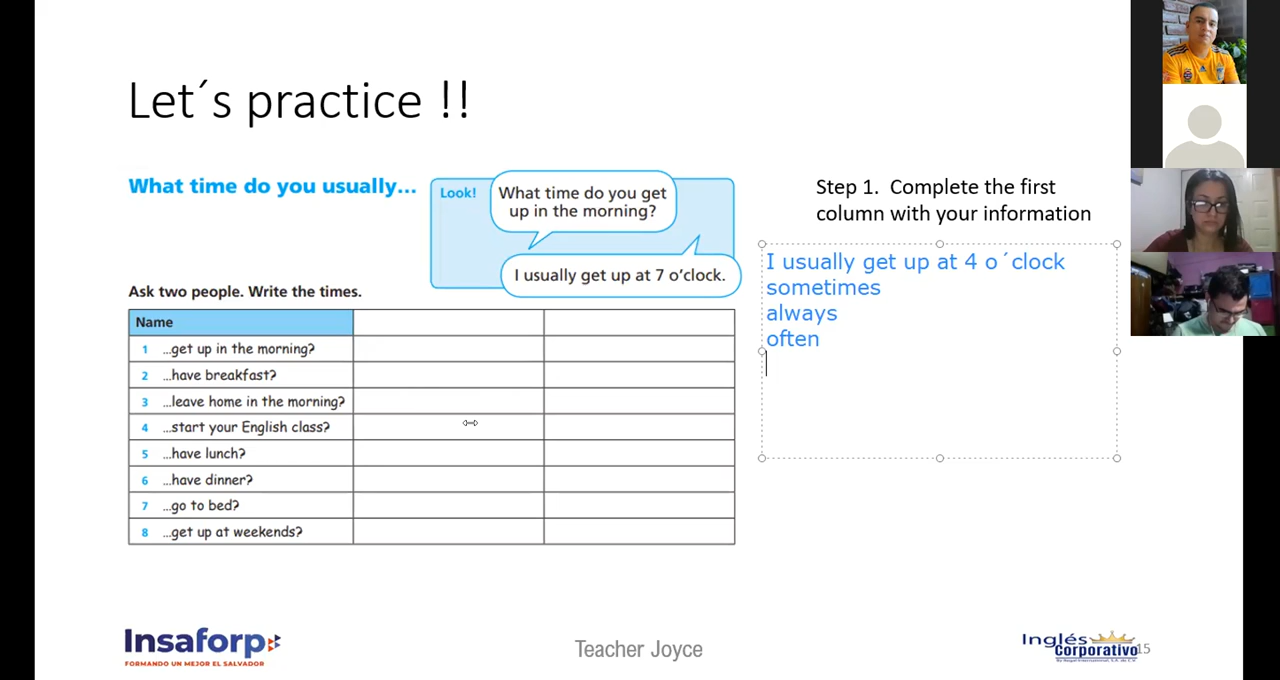 Let´s practice !!
What time do you usually...
Look!
What time do you get
up in the morning?
I usually get up at 7 o’clock.
Ask two people. Write the times.
Name
1 ...get up in the morning?
2 ...have breakfast?
3 ...leave home in the morning?
4 ...start your English class?
5 ...have lunch?
6 ...have dinner?
7 ...go to bed?
8 ...get up at weekends?
Step 1. Complete the first
column with your information
I usually get up at 4 o´clock
sometimes
always
often
Insaforp
FORMANDO UN MEJOR EL SALVADOR
Teacher Joyce
Inglés
Corporativo
15